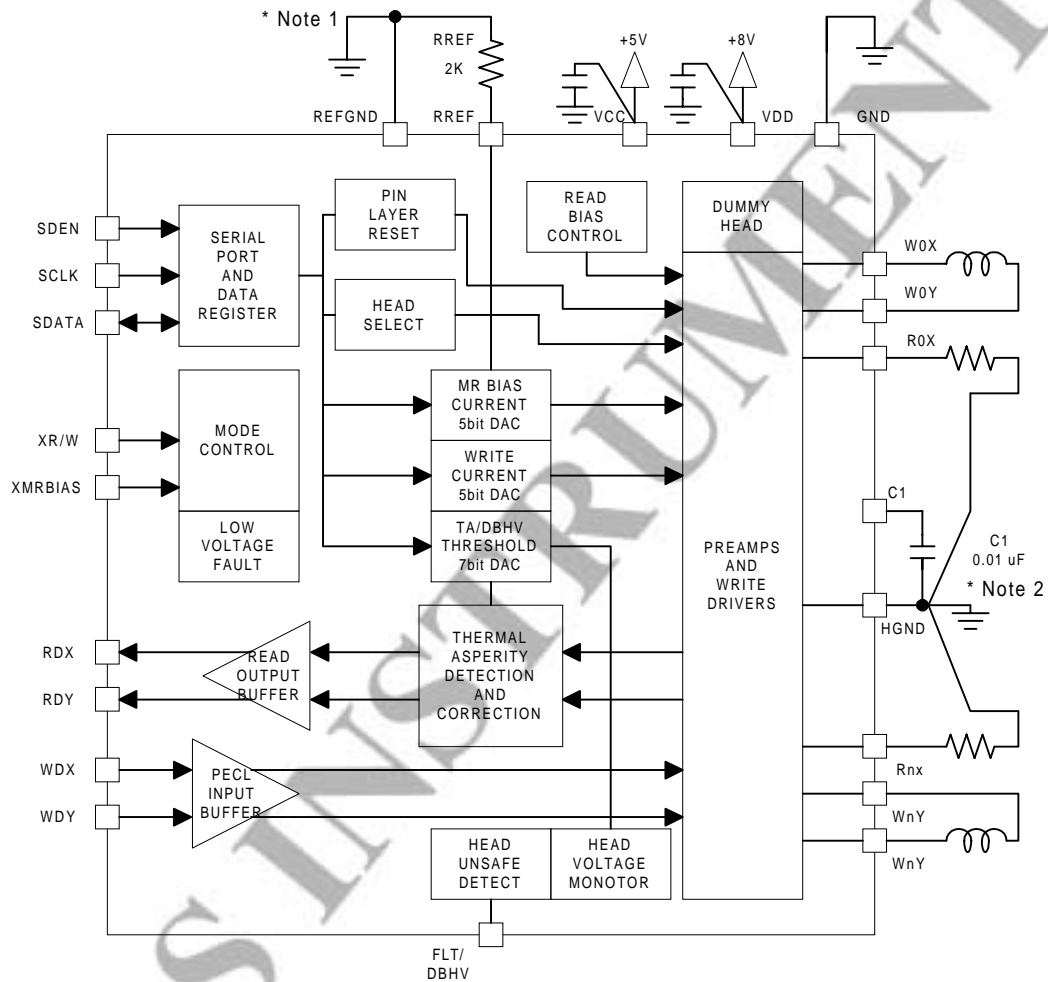 * Note 1
RREF
2K
+5V
+8V
REFGND
RREF
VCC
VDD
GND
PIN
LAYER
RESET
READ
BIAS
CONTROL
DUMMY
HEAD
SDEN
SCLK
SDATA
SERIAL
PORT
AND
DATA
REGISTER
HEAD
SELECT
W0X
W0Y
R0X
XR/W
XMRBIAS
MODE
CONTROL
LOW
VOLTAGE
FAULT
MR BIAS
CURRENT
5bit DAC
WRITE
CURRENT
5bit DAC
TA/DBHV
THRESHOLD
7bit DAC
PREAMPS
AND
WRITE
DRIVERS
C1
C1
0.01 uF
* Note 2
HGND
RDX
RDY
READ
OUTPUT
BUFFER
THERMAL
ASPERITY
DETECTION
AND
CORRECTION
WDX
WDY
PECL
INPUT
BUFFER
Rnx
WnY
WnY
HEAD
UNSAFE
DETECT
HEAD
VOLTAGE
MONOTOR
FLT/
DBHV
S INSTRUMENT